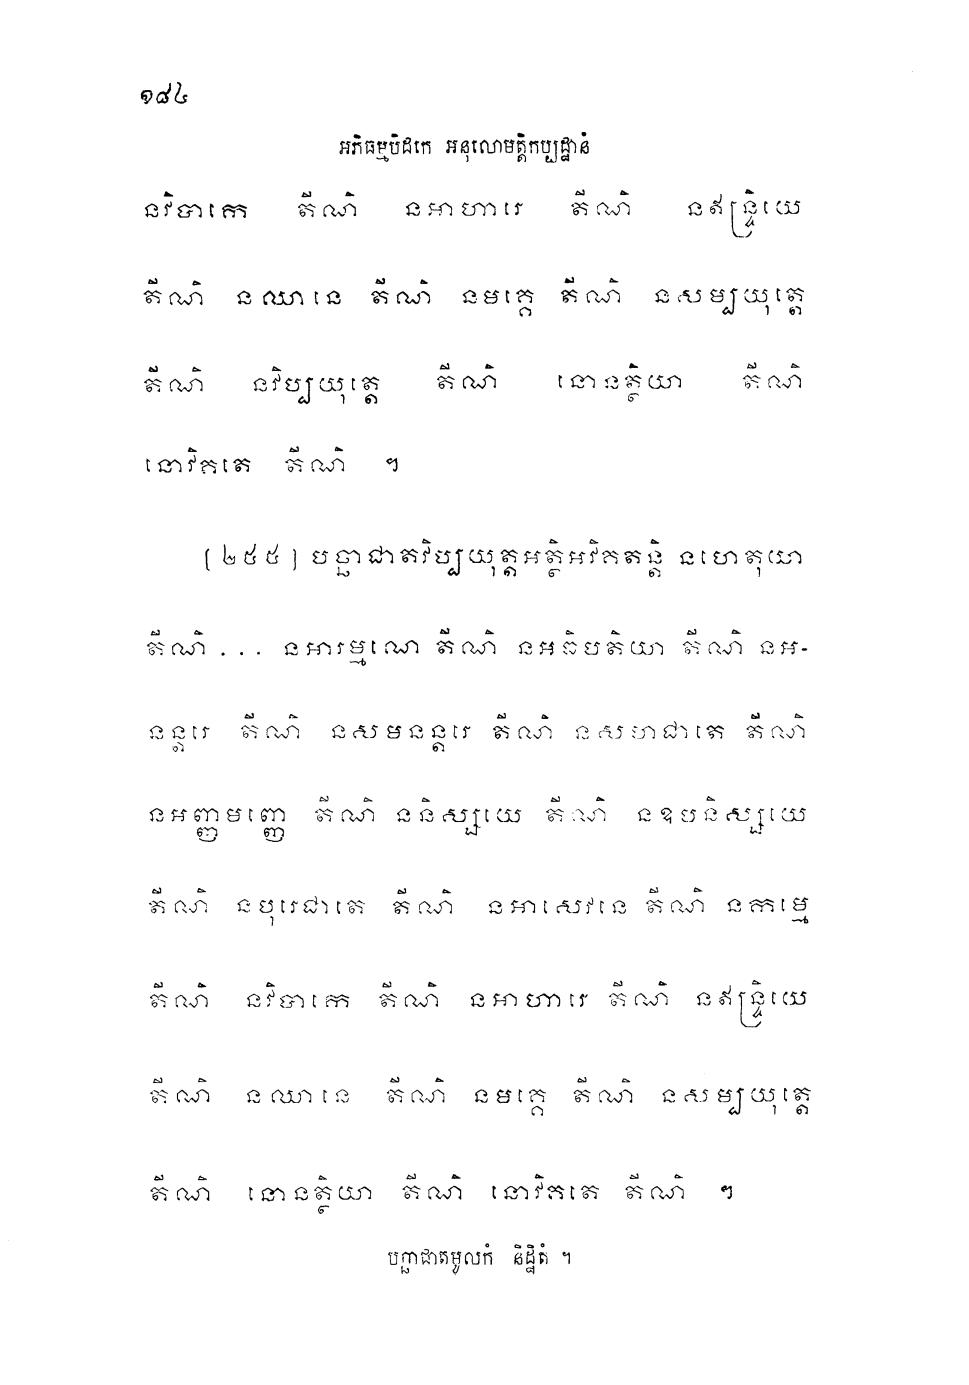 ១៨៤
អភិធម្មបិដកេ អនុលោមត្តិកប្បដ្ឋានំ
នវិបាកេ តីណិ នអាហារេ តីណិ នឥន្ទ្រិយេ
តីណិ នឈានេ តីណិ នមគ្គេ តីណិ នសម្បយុត្តេ
តីណិ នវិប្បយុត្តេ តីណិ នោនត្ថិយា តីណិ
នោវិគតេ តីណិ ។
[២៥៥] បច្ឆាជាតវិប្បយុត្តអត្ថិអវិគតន្តិ នហេតុយា
តីណិ ... នអារម្មណេ តីណិ នអធិបតិយា តីណិ នអ-
នន្តរេ តីណិ នសមនន្តរេ តីណិ នសហជាតេ តីណិ
នអញ្ញមញ្ញេ តីណិ ននិស្សយេ តីណិ នឧបនិស្សយេ
តីណិ នបុរេជាតេ តីណិ នអាសេវនេ តីណិ នកម្មេ
តីណិ នវិបាកេ តីណិ នអាហារេ តីណិ នឥន្ទ្រិយេ
តីណិ នឈានេ តីណិ នមគ្គេ តីណិ នសម្បយុត្តេ
តីណិ នោនត្ថិយា តីណិ នោវិគតេ តីណិ ។
បច្ឆាជាតមូលកំ និដ្ឋិតំ ។